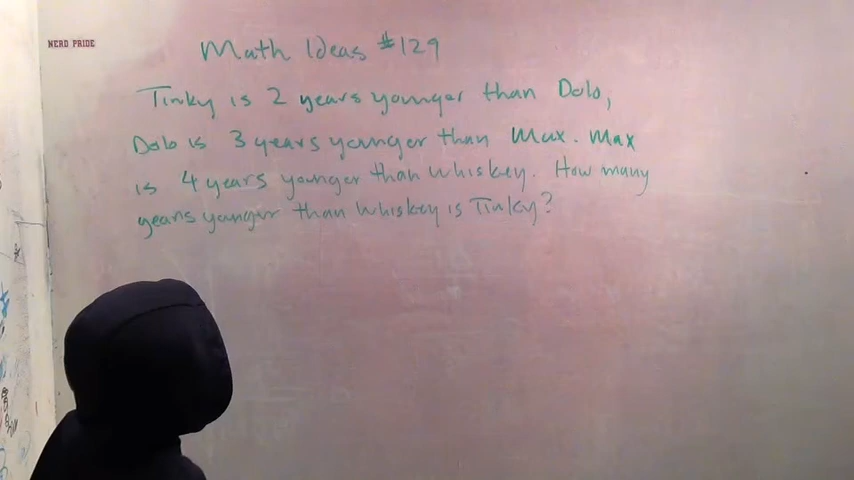 NERD PRIDE
Math Ideas #129
Tinky is 2 years younger than Dolo,
Dolo is 3 years younger than Max. Max
is 4 years younger than Whiskey. How many
years younger than Whiskey is Tinky?